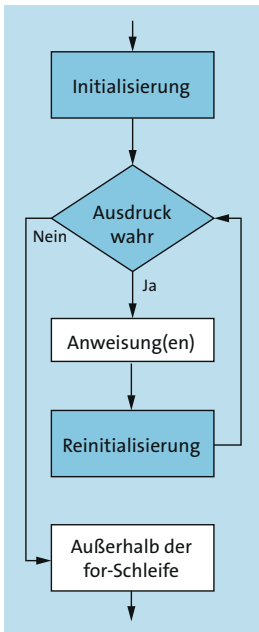 Initialisierung
Ausdruck
wahr
Nein
Ja
Anweisung(en)
Reinitialisierung
Außerhalb der
for-Schleife